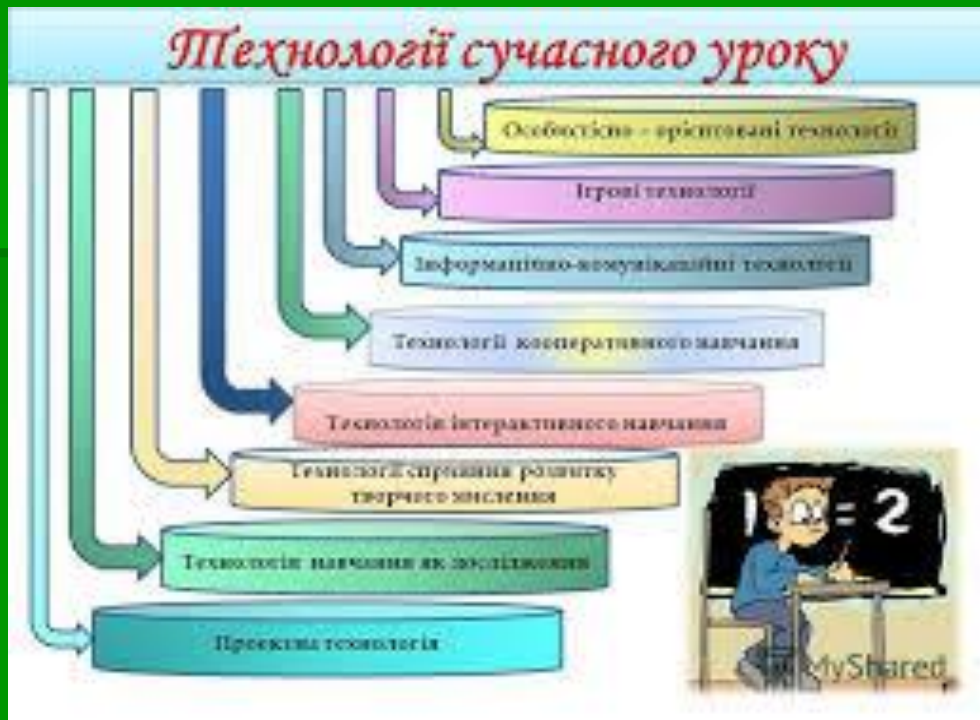 Технології сучасного уроку
Особистісно – орієнтовані технології
Ігрові технології
Інформаційно-комунікаційні технології
Технології кооперативного навчання
Технологія інтерактивного навчання
Технології сприяння розвитку
творчого мислення
Технологія навчання як дослідження
Проектна технологія
= 2
MyShared